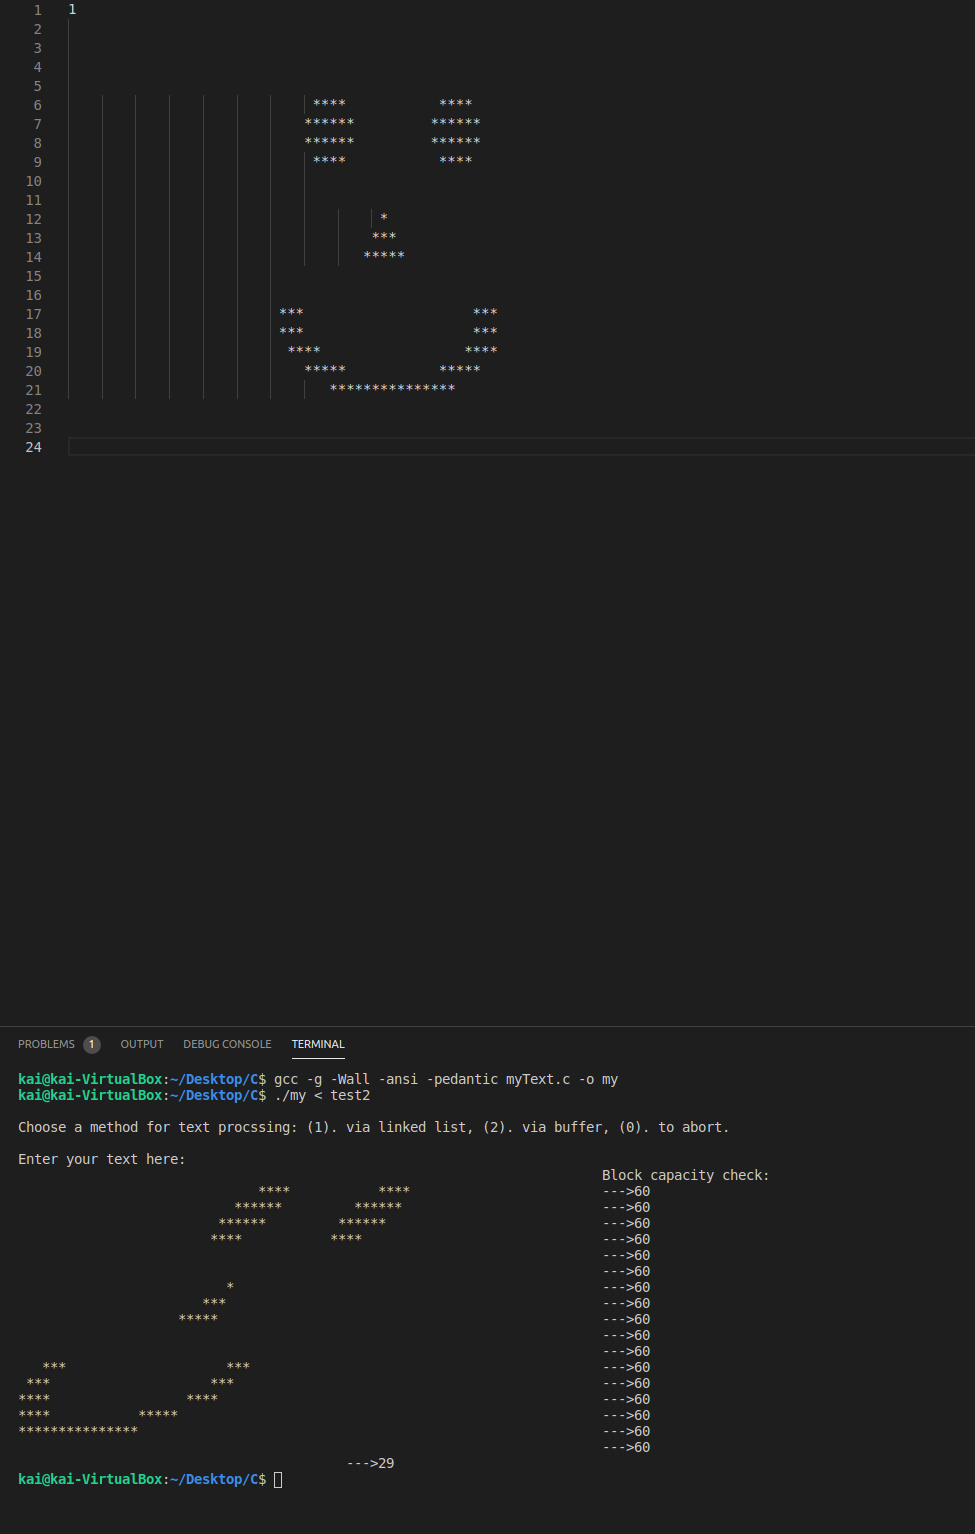 1 1
2
3
4
5
6                              ****           ****
7                             ******         ******
8                             ******         ******
9                              ****           ****
10
11
12                                      *
13                                     ***
14                                    *****
15
16
17                          ***                    ***
18                          ***                    ***
19                           ****                 ****
20                             *****           *****
21                                ***************
22
23
24
PROBLEMS 1 OUTPUT DEBUG CONSOLE TERMINAL
kai@kai-VirtualBox:~/Desktop/C$ gcc -g -Wall -ansi -pedantic myText.c -o my
kai@kai-VirtualBox:~/Desktop/C$ ./my < test2
Choose a method for text procssing: (1). via linked list, (2). via buffer, (0). to abort.
Enter your text here:
                                                                         Block capacity check:
                              ****           ****                        --->60
                           ******         ******                         --->60
                         ******         ******                           --->60
                        ****           ****                              --->60
                                                                         --->60
                                                                         --->60
                          *                                              --->60
                       ***                                               --->60
                    *****                                                --->60
                                                                         --->60
                                                                         --->60
   ***                    ***                                            --->60
 ***                    ***                                              --->60
****                 ****                                                --->60
****           *****                                                     --->60
***************                                                          --->60
                                                                         --->60
                                         --->29
kai@kai-VirtualBox:~/Desktop/C$